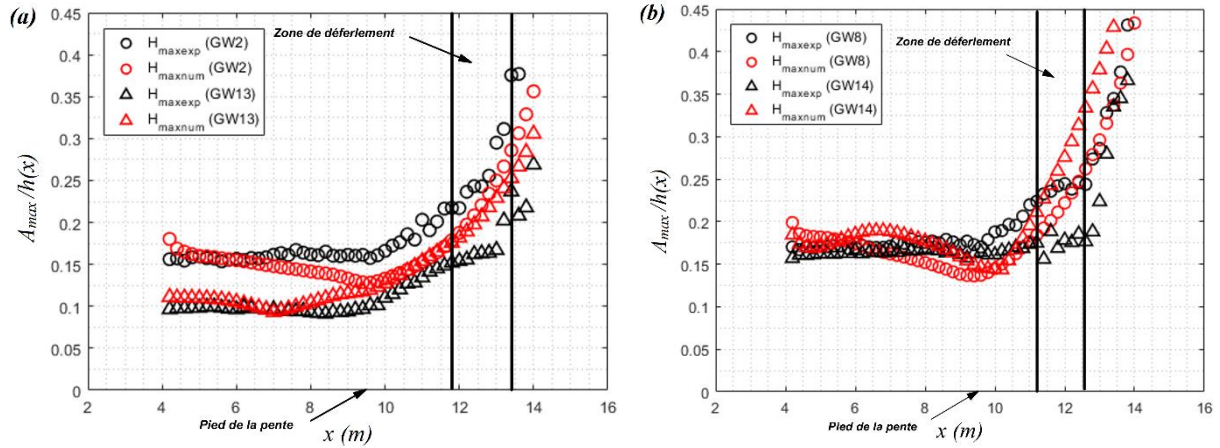 (a)
0.45
0.4
0.35
0.3
0.25
0.2
0.15
0.1
0.05
0
A_max/h(x)
H_maxexp (GW2)
H_maxnum (GW2)
H_maxexp (GW13)
H_maxnum (GW13)
Zone de déferlement
2 4 6 8 10 12 14 16
Pied de la pente
x (m)
(b)
0.45
0.4
0.35
0.3
0.25
0.2
0.15
0.1
0.05
0
A_max/h(x)
H_maxexp (GW8)
H_maxnum (GW8)
H_maxexp (GW14)
H_maxnum (GW14)
Zone de déferlement
2 4 6 8 10 12 14 16
Pied de la pente
x (m)